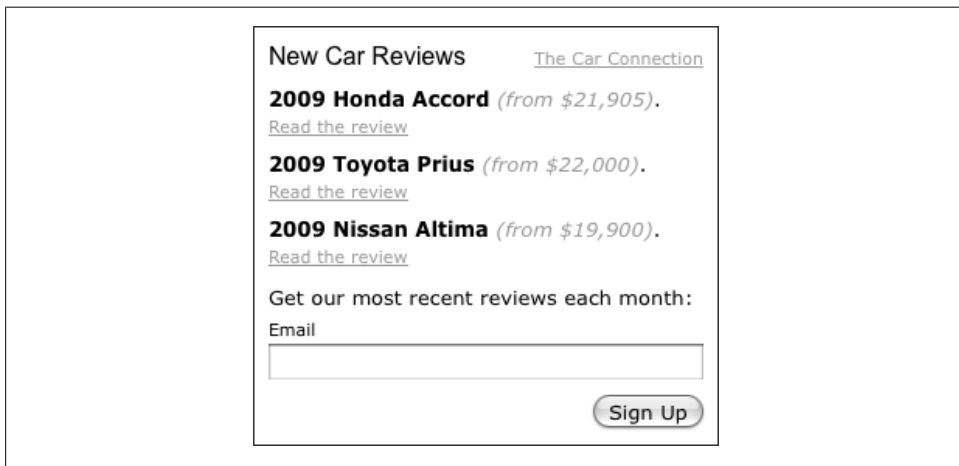 New Car Reviews The Car Connection
2009 Honda Accord (from $21,905).
Read the review
2009 Toyota Prius (from $22,000).
Read the review
2009 Nissan Altima (from $19,900).
Read the review
Get our most recent reviews each month:
Email
Sign Up